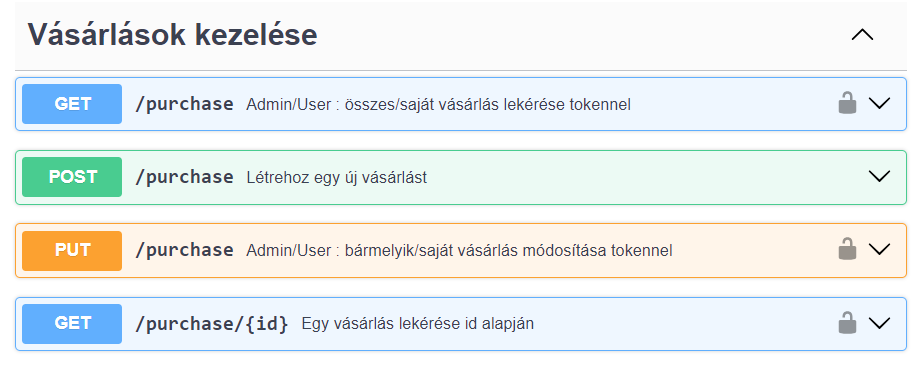 Vásárlások kezelése
GET /purchase Admin/User : összes/saját vásárlás lekérése tokennel
POST /purchase Létrehoz egy új vásárlást
PUT /purchase Admin/User : bármelyik/saját vásárlás módosítása tokennel
GET /purchase/{id} Egy vásárlás lekérése id alapján